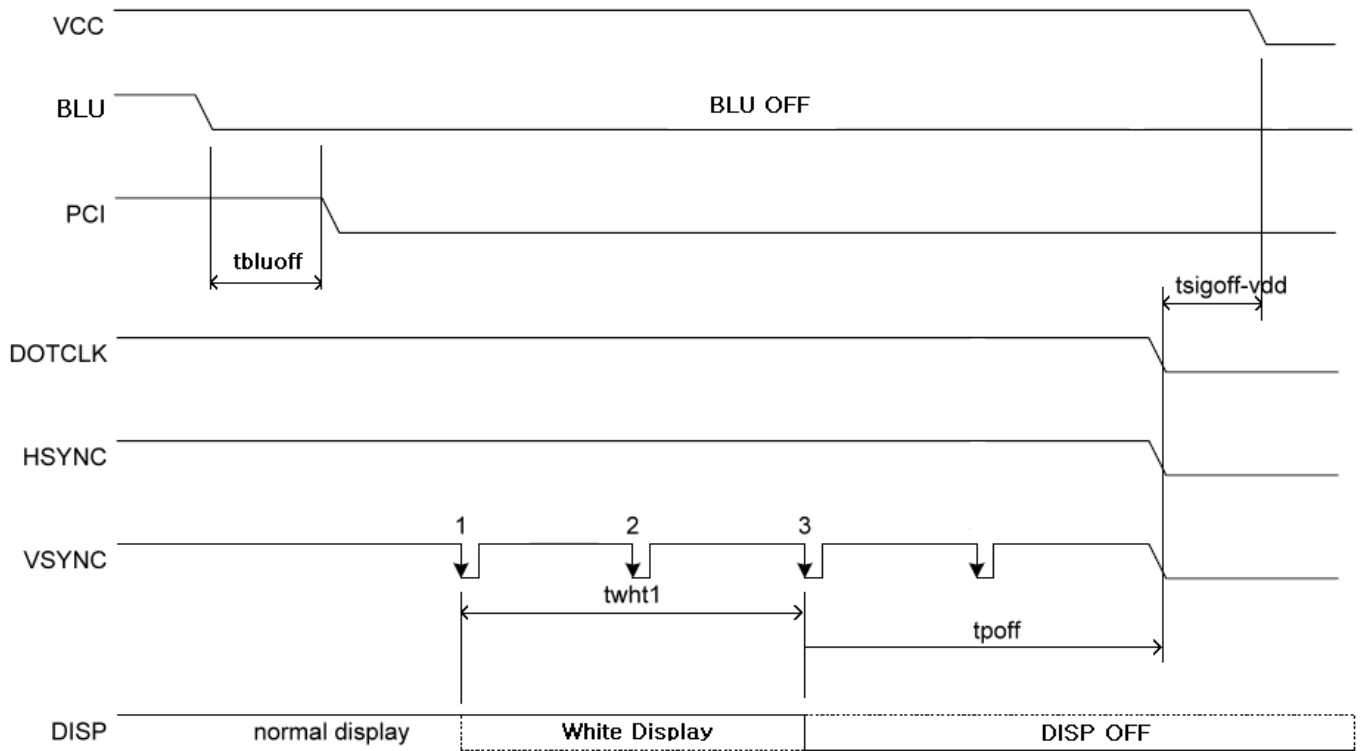 VCC
BLU
BLU OFF
PCI
tbluoff
tsigoff-vdd
DOTCLK
HSYNC
1 2 3
VSYNC
twht1
tpoff
DISP normal display White Display DISP OFF